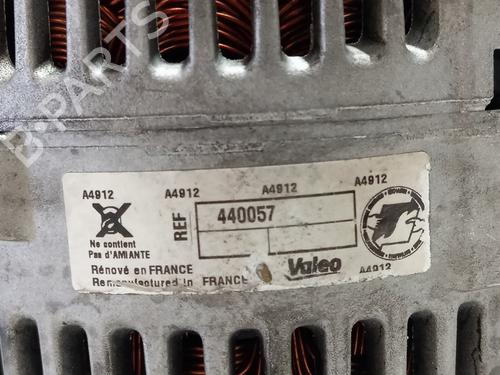 A4912 A4912 A4912 A4912
REF 440057
Ne contient
Pas d'AMIANTE
Rénové en FRANCE
Remanufactured in FRANCE
Valeo
A4912
B-PARTS